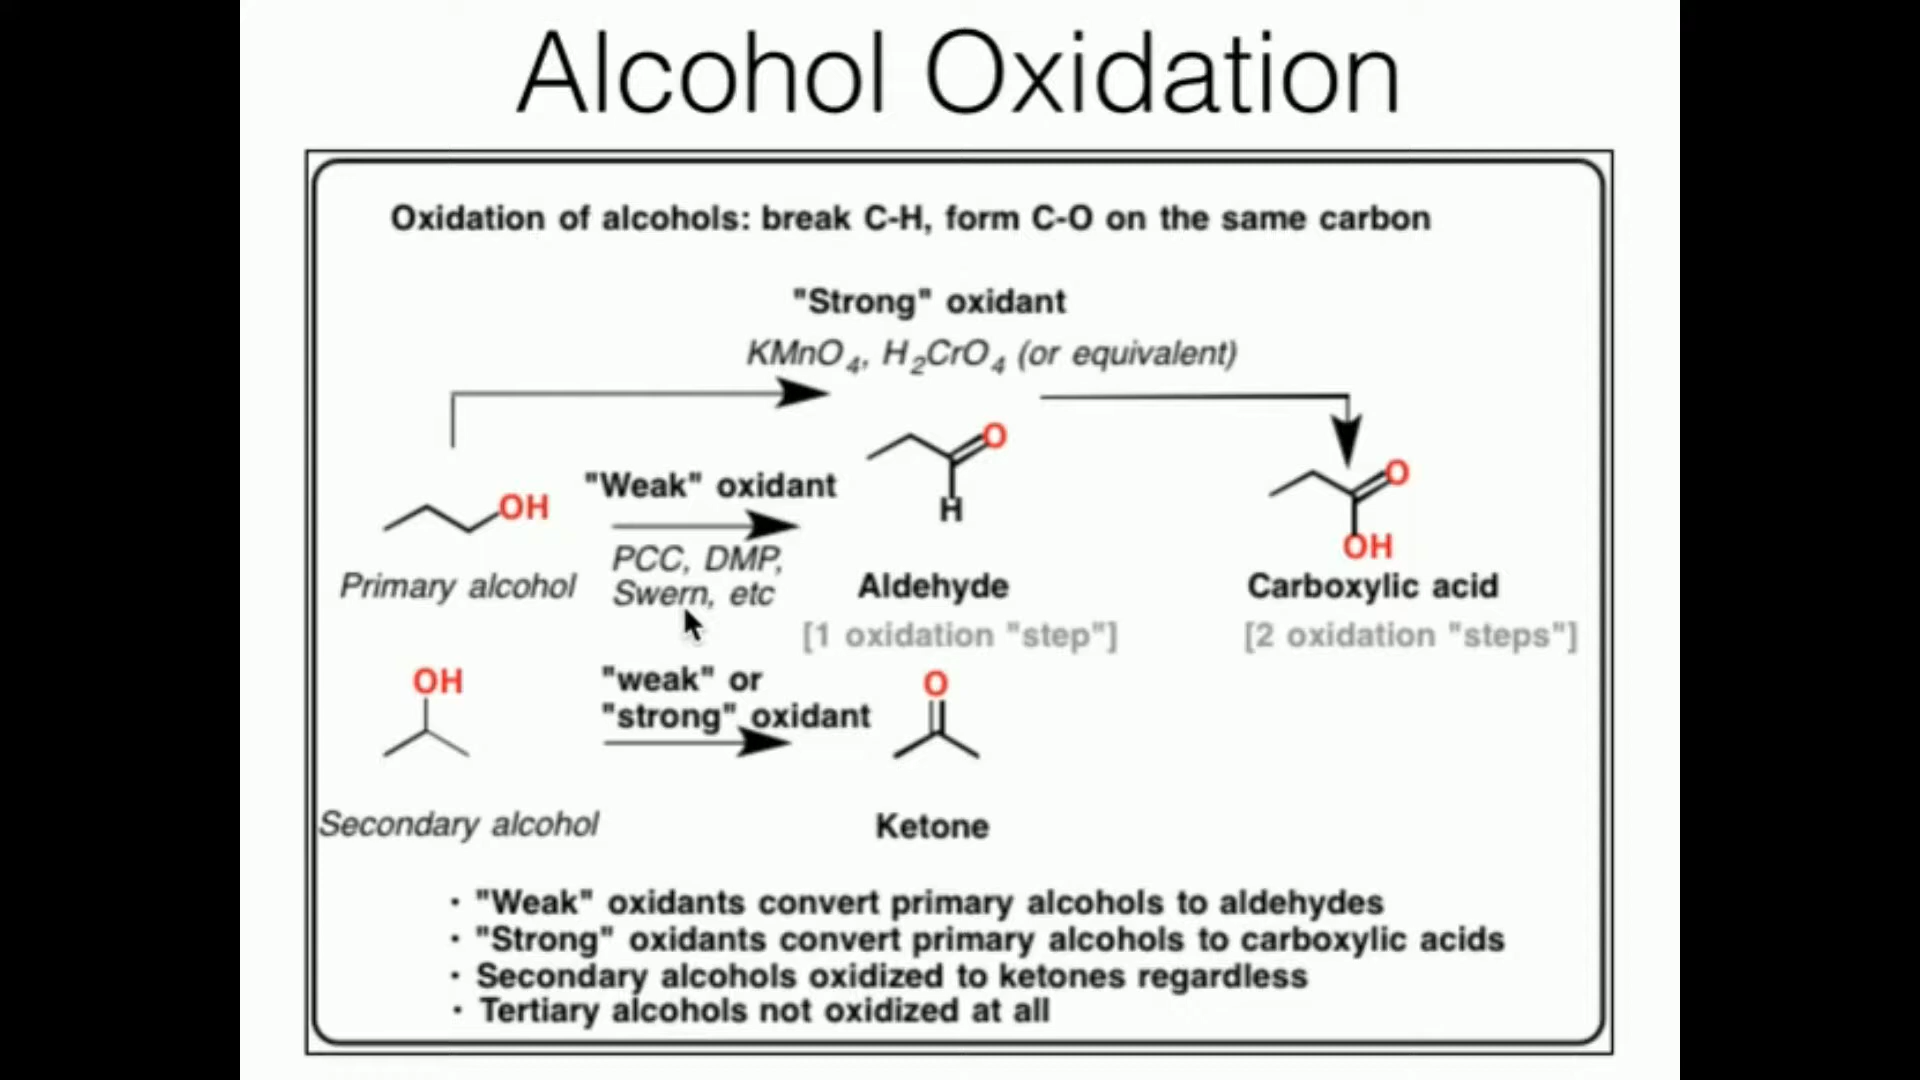 Alcohol Oxidation
Oxidation of alcohols: break C-H, form C-O on the same carbon
"Strong" oxidant
KMnO4, H2CrO4 (or equivalent)
O
"Weak" oxidant
O
OH
H
PCC, DMP,
OH
Primary alcohol
Swern, etc
Aldehyde
Carboxylic acid
[1 oxidation "step"]
[2 oxidation "steps"]
OH
"weak" or
O
"strong" oxidant
Secondary alcohol
Ketone
· "Weak" oxidants convert primary alcohols to aldehydes
· "Strong" oxidants convert primary alcohols to carboxylic acids
· Secondary alcohols oxidized to ketones regardless
· Tertiary alcohols not oxidized at all